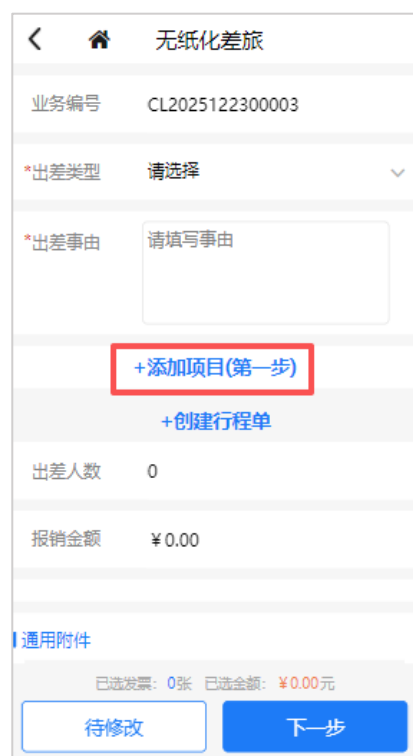 无纸化差旅
业务编号 CL2025122300003
*出差类型 请选择
*出差事由 请填写事由
+添加项目(第一步)
+创建行程单
出差人数 0
报销金额 ¥0.00
通用附件
已选发票: 0张 已选金额: ¥0.00元
待修改 下一步